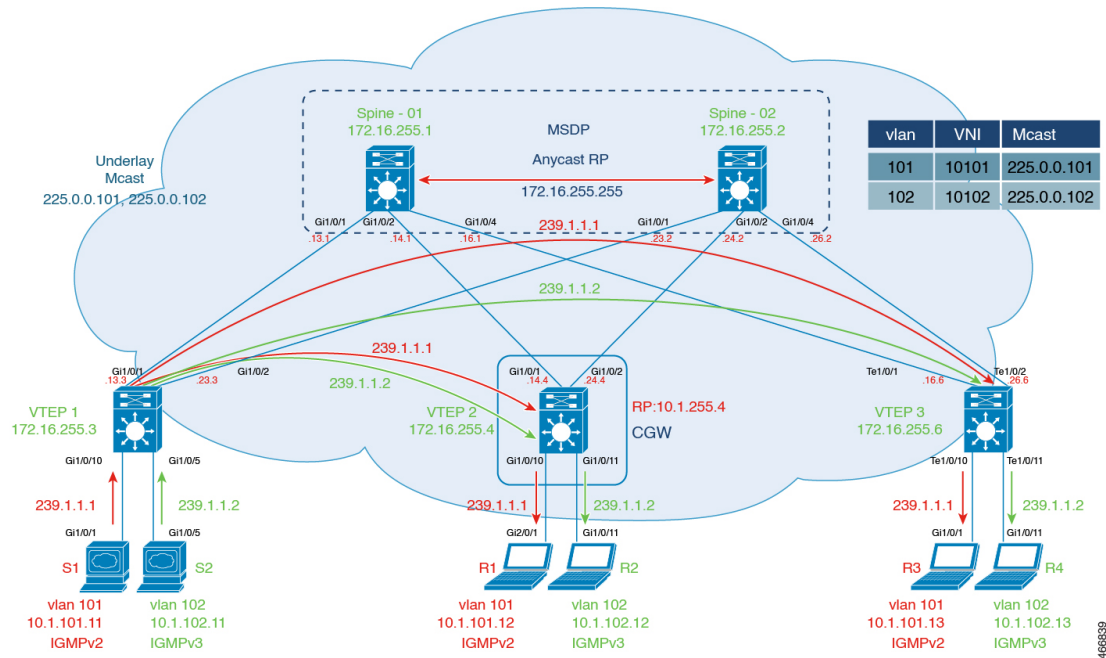 Spine - 01
172.16.255.1
Spine - 02
172.16.255.2
MSDP
Anycast RP
172.16.255.255
Underlay
Mcast
225.0.0.101, 225.0.0.102
vlan VNI Mcast
101 10101 225.0.0.101
102 10102 225.0.0.102
Gi1/0/1 Gi1/0/2 Gi1/0/4 Gi1/0/1 Gi1/0/2 Gi1/0/4
.13.1 .14.1 .16.1 239.1.1.1 .23.2 .24.2 .26.2
239.1.1.2
239.1.1.1
239.1.1.2
Gi1/0/1 Gi1/0/2 Gi1/0/1 Gi1/0/2 Te1/0/1 Te1/0/2
.13.3 .23.3 .14.4 .24.4 .16.6 .26.6
VTEP 1
172.16.255.3
VTEP 2
172.16.255.4
RP:10.1.255.4
CGW
VTEP 3
172.16.255.6
Gi1/0/10 Gi1/0/5 Gi1/0/10 Gi1/0/11 Te1/0/10 Te1/0/11
239.1.1.1 239.1.1.2 239.1.1.1 239.1.1.2 239.1.1.1 239.1.1.2
Gi1/0/1 Gi1/0/5 Gi2/0/1 Gi1/0/11 Gi1/0/1 Gi1/0/11
S1 S2 R1 R2 R3 R4
vlan 101 vlan 102 vlan 101 vlan 102 vlan 101 vlan 102
10.1.101.11 10.1.102.11 10.1.101.12 10.1.102.12 10.1.101.13 10.1.102.13
IGMPv2 IGMPv3 IGMPv2 IGMPv3 IGMPv2 IGMPv3
466839